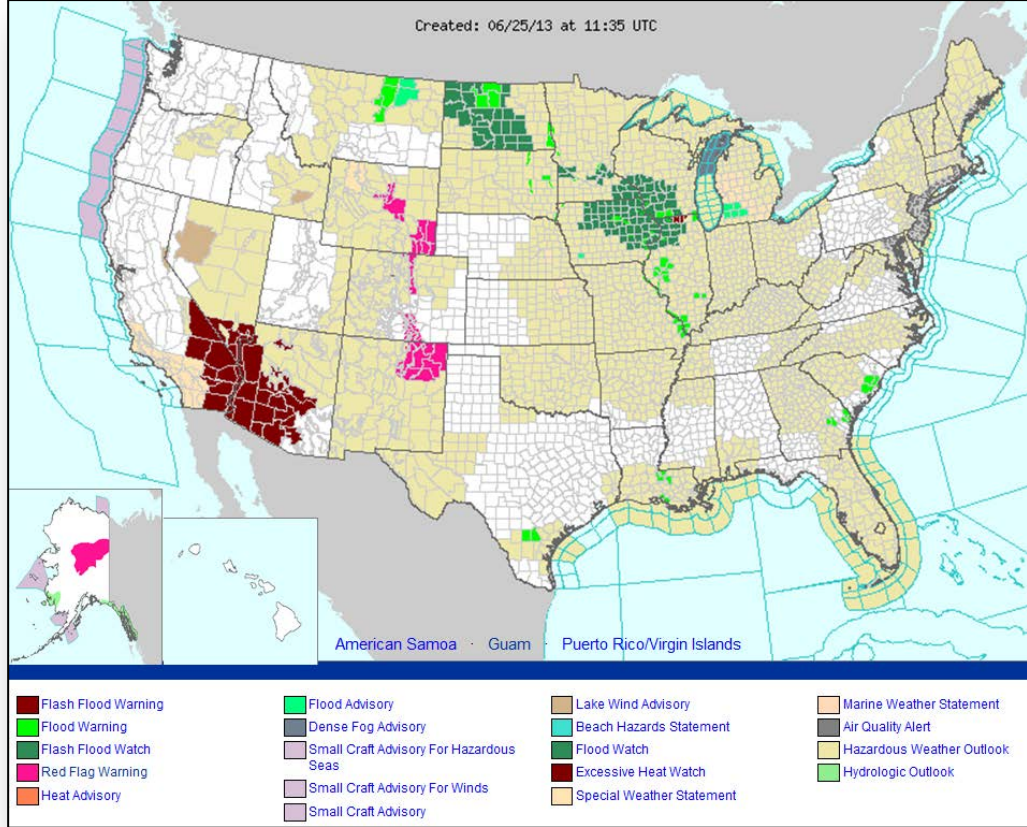 Created: 06/25/13 at 11:35 UTC
American Samoa · Guam · Puerto Rico/Virgin Islands
Flash Flood Warning
Flood Warning
Flash Flood Watch
Red Flag Warning
Heat Advisory
Flood Advisory
Dense Fog Advisory
Small Craft Advisory For Hazardous
Seas
Small Craft Advisory For Winds
Small Craft Advisory
Lake Wind Advisory
Beach Hazards Statement
Flood Watch
Excessive Heat Watch
Special Weather Statement
Marine Weather Statement
Air Quality Alert
Hazardous Weather Outlook
Hydrologic Outlook